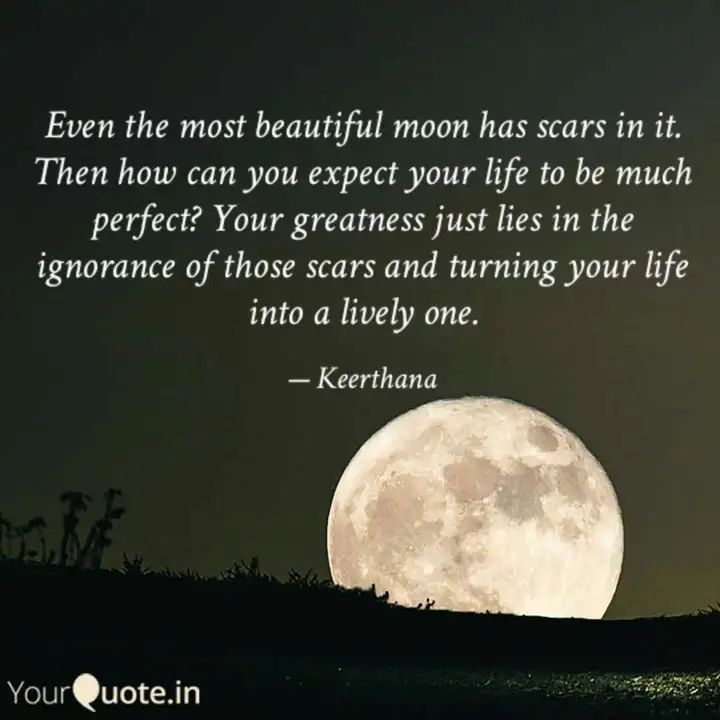 Even the most beautiful moon has scars in it.
Then how can you expect your life to be much
perfect? Your greatness just lies in the
ignorance of those scars and turning your life
into a lively one.
— Keerthana
YourQuote.in